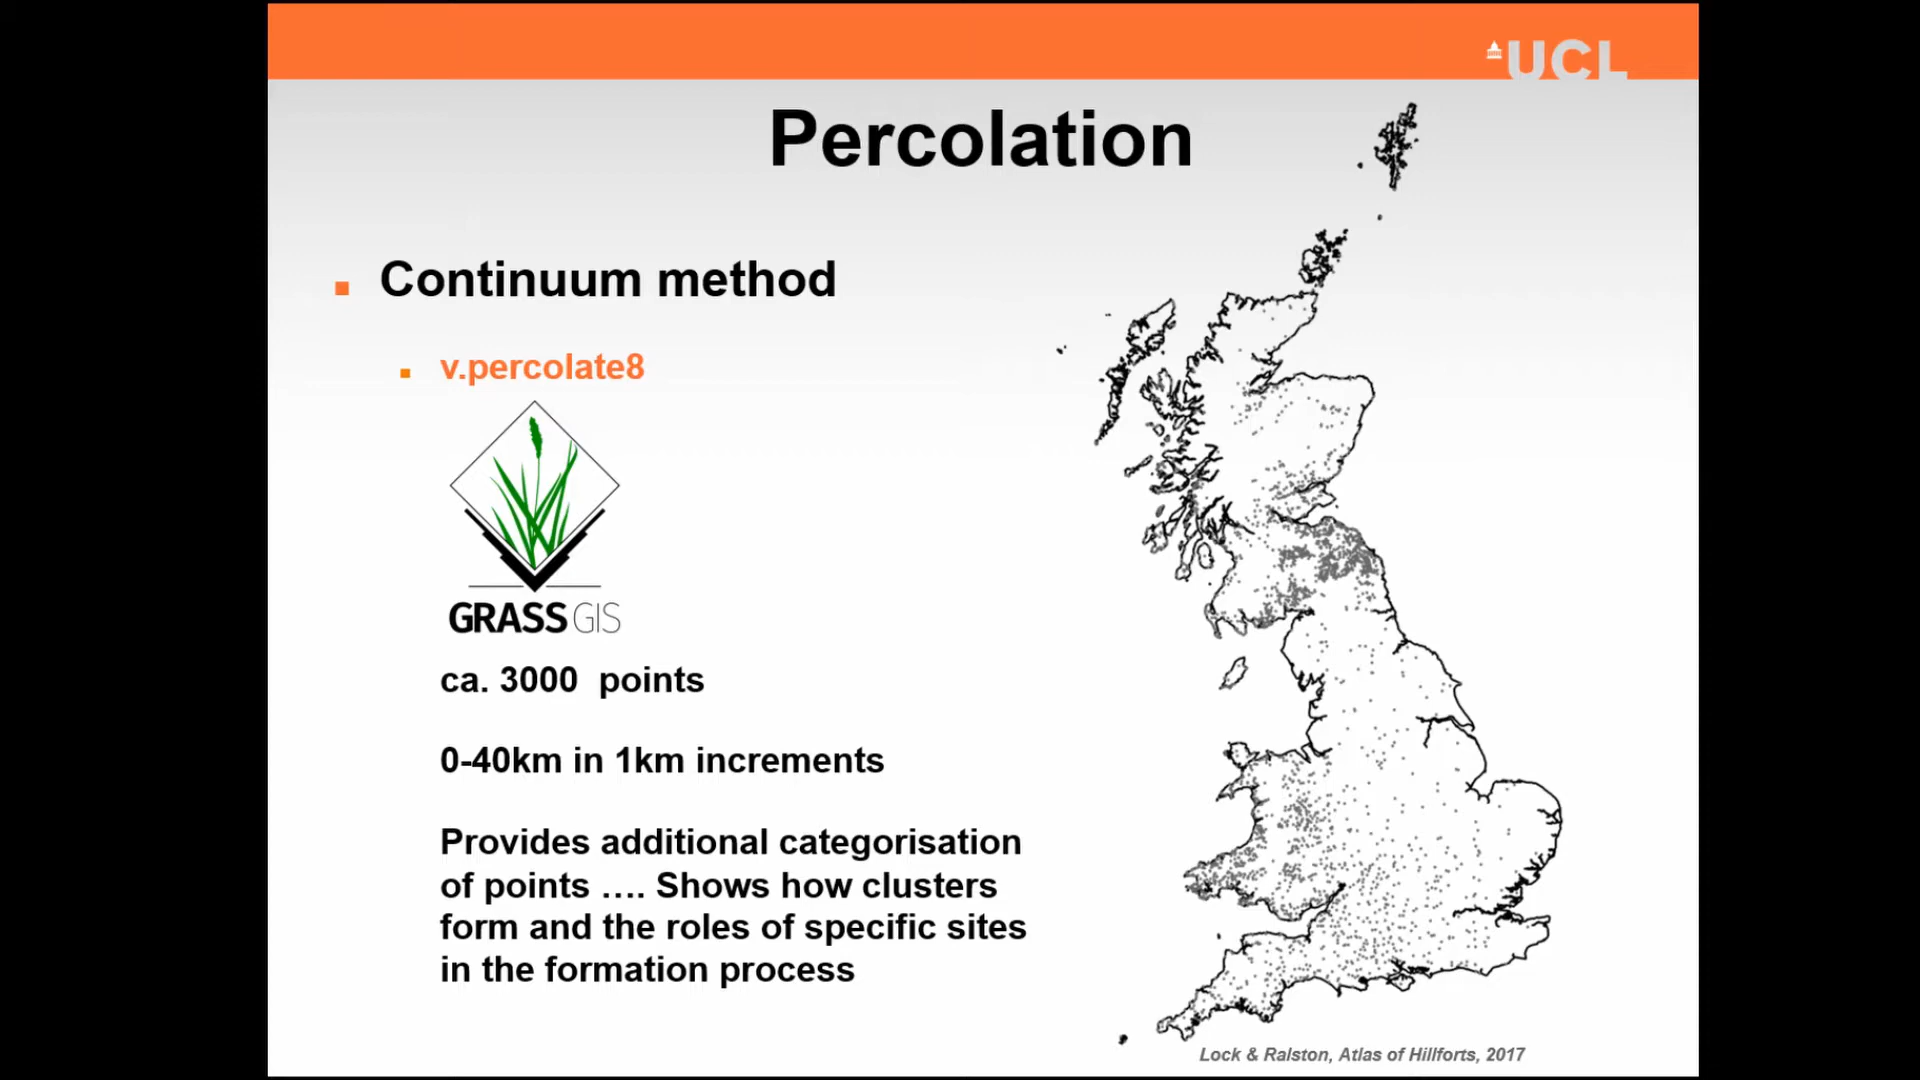 UCL
Percolation
Continuum method
v.percolate8
GRASS GIS
ca. 3000 points
0-40km in 1km increments
Provides additional categorisation
of points .... Shows how clusters
form and the roles of specific sites
in the formation process
Lock & Ralston, Atlas of Hillforts, 2017